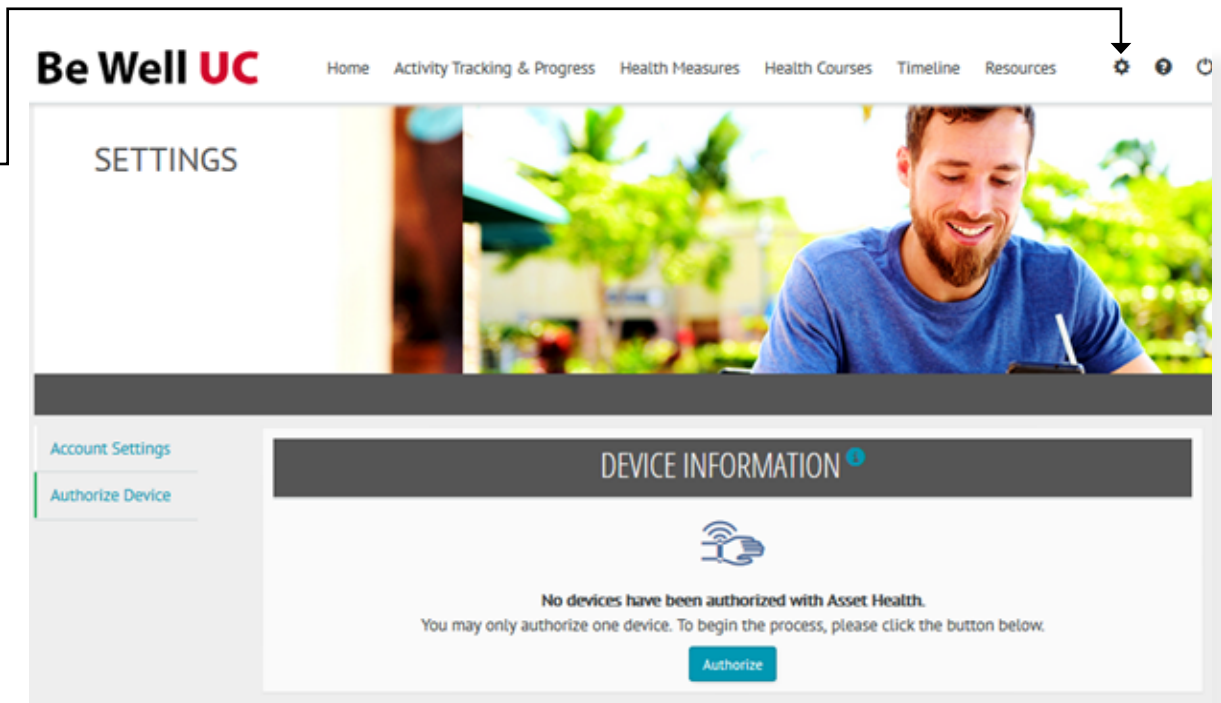 Be Well UC
Home Activity Tracking & Progress Health Measures Health Courses Timeline Resources
SETTINGS
Account Settings
Authorize Device
DEVICE INFORMATION
No devices have been authorized with Asset Health.
You may only authorize one device. To begin the process, please click the button below.
Authorize